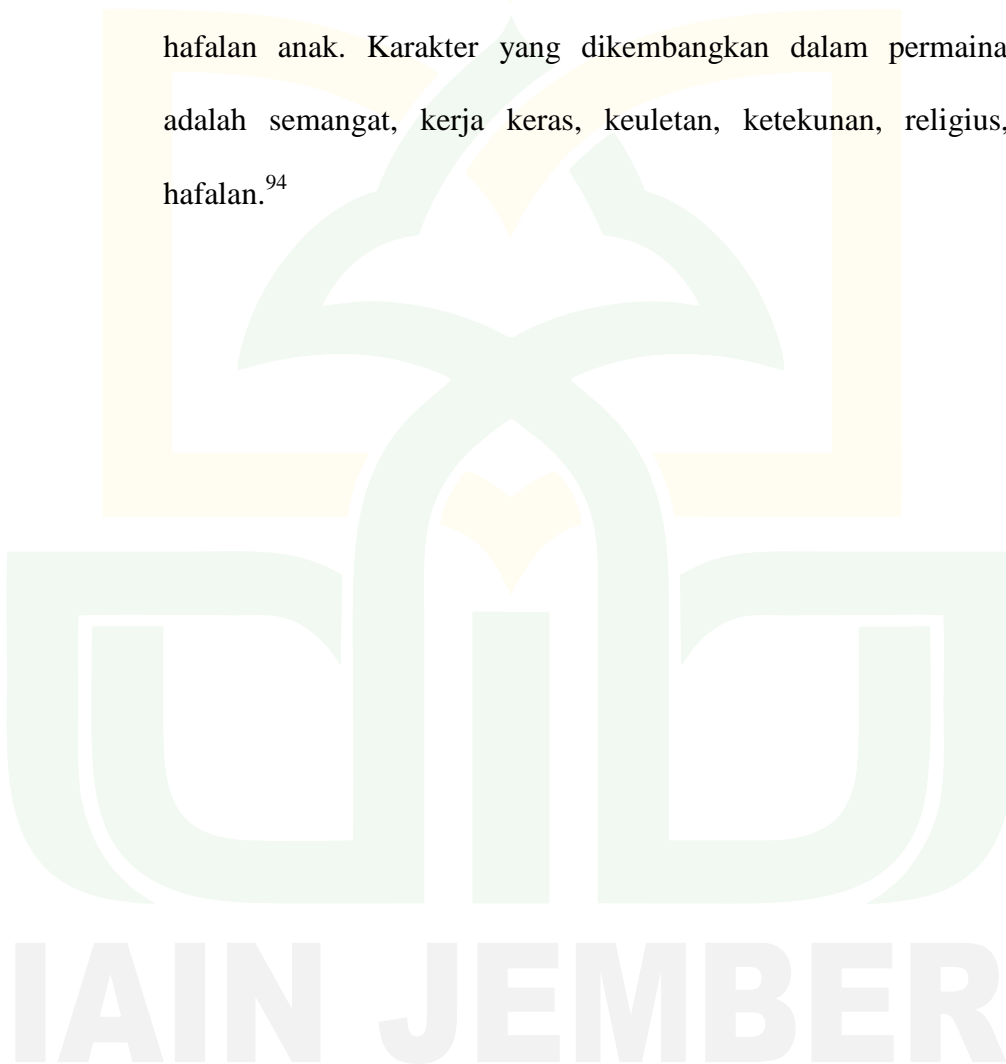 hafalan anak. Karakter yang dikembangkan dalam permaina
adalah semangat, kerja keras, keuletan, ketekunan, religius,
hafalan.94
IAIN JEMBER